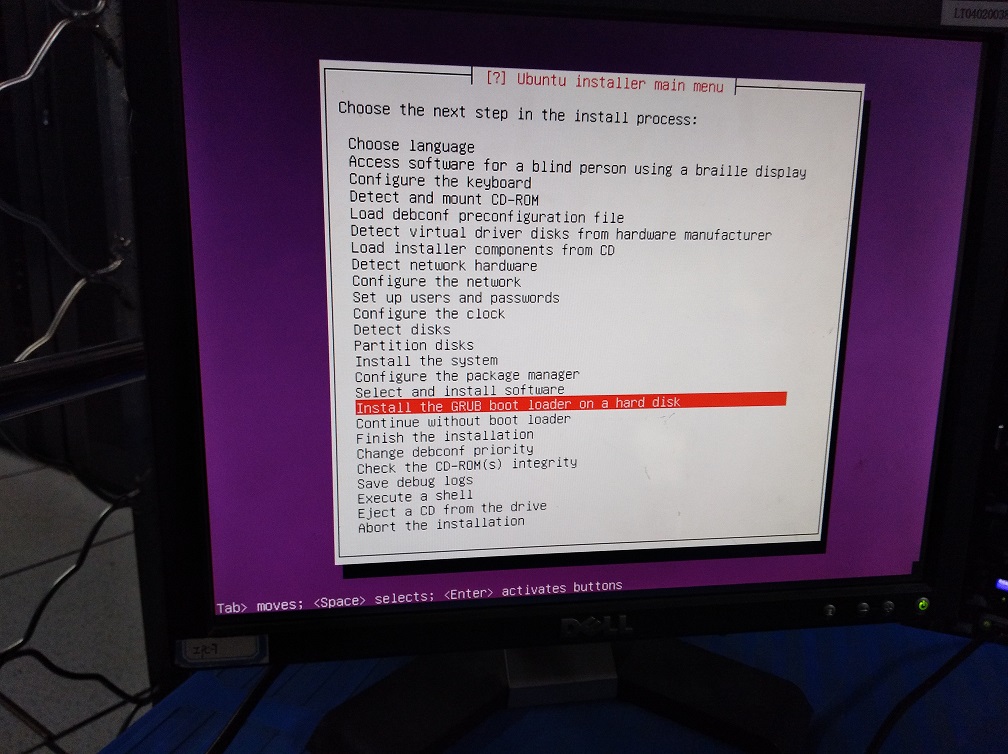 LT04020039
[?] Ubuntu installer main menu
Choose the next step in the install process:
Choose language
Access software for a blind person using a braille display
Configure the keyboard
Detect and mount CD-ROM
Load debconf preconfiguration file
Detect virtual driver disks from hardware manufacturer
Load installer components from CD
Detect network hardware
Configure the network
Set up users and passwords
Configure the clock
Detect disks
Partition disks
Install the system
Configure the package manager
Select and install software
Install the GRUB boot loader on a hard disk
Continue without boot loader
Finish the installation
Change debconf priority
Check the CD-ROM(s) integrity
Save debug logs
Execute a shell
Eject a CD from the drive
Abort the installation
Tab> moves; <Space> selects; <Enter> activates buttons
DELL